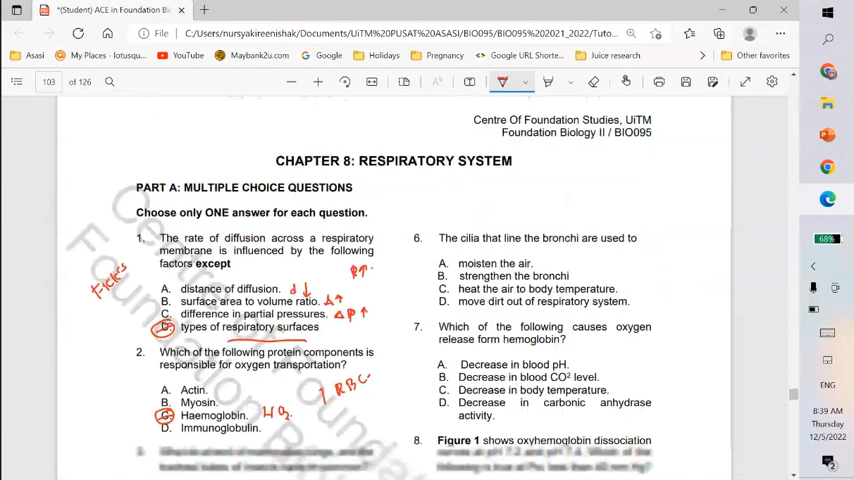 *(Student) ACE in Foundation Bi
File
C:/Users/nursyakireenishak/Documents/UiTM%20PUSAT%20ASASI/BIO095/BIO095%202021_2022/Tuto...
Asasi
My Places - lotusqu...
YouTube
Maybank2u.com
Google
Holidays
Pregnancy
Google URL Shorte...
Juice research
Other favorites
103 of 126
Centre Of Foundation Studies, UiTM
Foundation Biology II / BIO095
CHAPTER 8: RESPIRATORY SYSTEM
PART A: MULTIPLE CHOICE QUESTIONS
Choose only ONE answer for each question.
1. The rate of diffusion across a respiratory
membrane is influenced by the following
factors except
R↑.
A. distance of diffusion. d↓
B. surface area to volume ratio. A↑
C. difference in partial pressures. ΔP↑
D. types of respiratory surfaces
2. Which of the following protein components is
responsible for oxygen transportation?
A. Actin.
B. Myosin.
RBC
C. Haemoglobin.
D. Immunoglobulin.
6. The cilia that line the bronchi are used to
A. moisten the air.
B. strengthen the bronchi
C. heat the air to body temperature.
D. move dirt out of respiratory system.
7. Which of the following causes oxygen
release form hemoglobin?
A. Decrease in blood pH.
B. Decrease in blood CO² level.
C. Decrease in body temperature.
D. Decrease in carbonic anhydrase
activity.
8. Figure 1 shows oxyhemoglobin dissociation
Centre of
Foundation
68%
ENG
8:39 AM
Thursday
12/5/2022
2